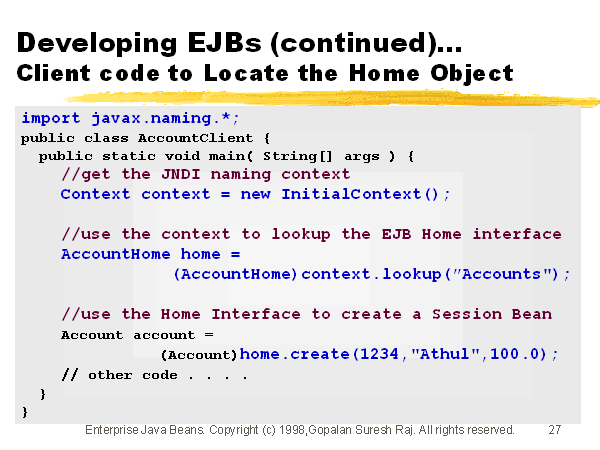 Developing EJBs (continued)...
Client code to Locate the Home Object
import javax.naming.*;
public class AccountClient {
public static void main( String[] args ) {
//get the JNDI naming context
Context context = new InitialContext();
//use the context to lookup the EJB Home interface
AccountHome home =
(AccountHome)context.lookup("Accounts");
//use the Home Interface to create a Session Bean
Account account =
(Account)home.create(1234,"Athul",100.0);
// other code . . . .
}
}
Enterprise Java Beans. Copyright (c) 1998,Gopalan Suresh Raj. All rights reserved. 27